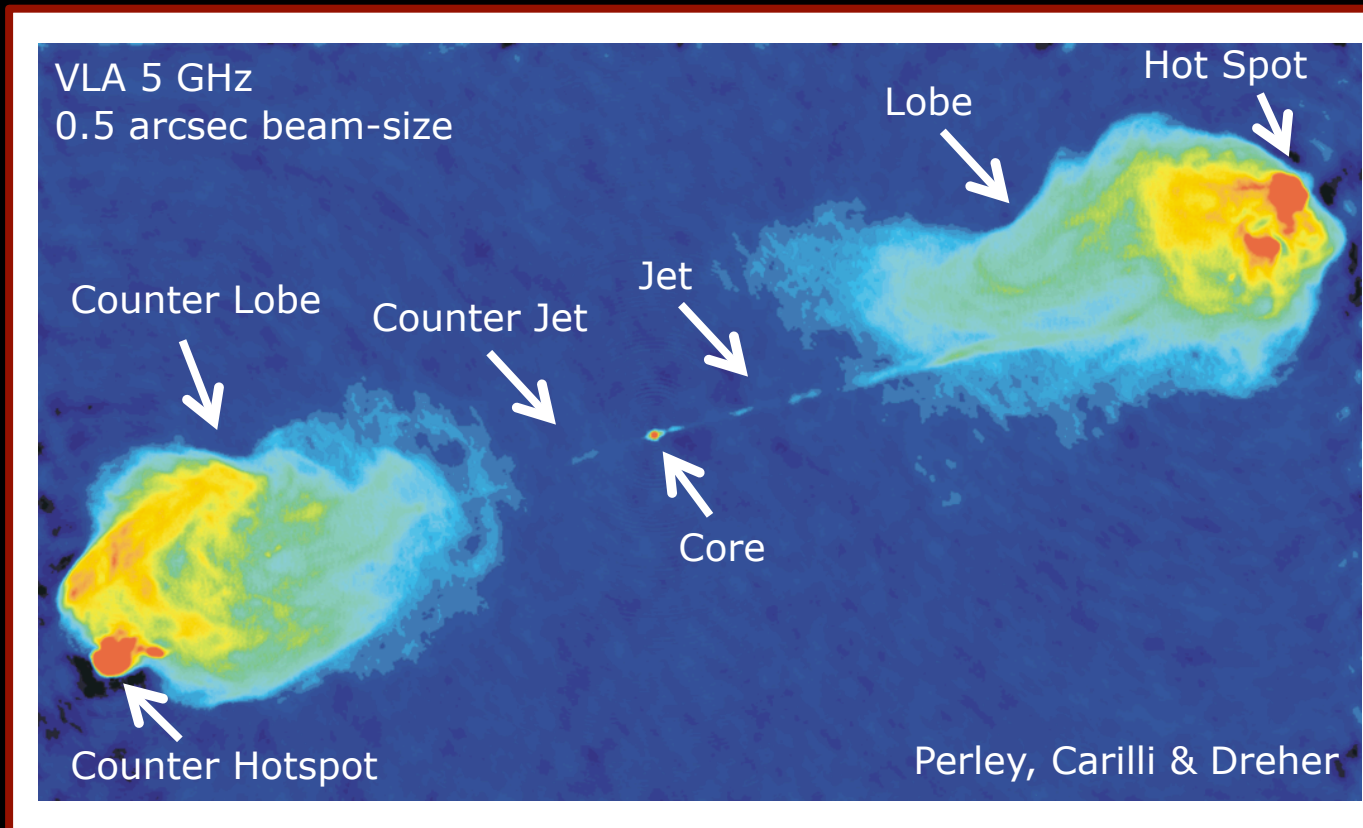 VLA 5 GHz
0.5 arcsec beam-size
Hot Spot
Lobe
Jet
Counter Lobe
Counter Jet
Core
Counter Hotspot
Perley, Carilli & Dreher